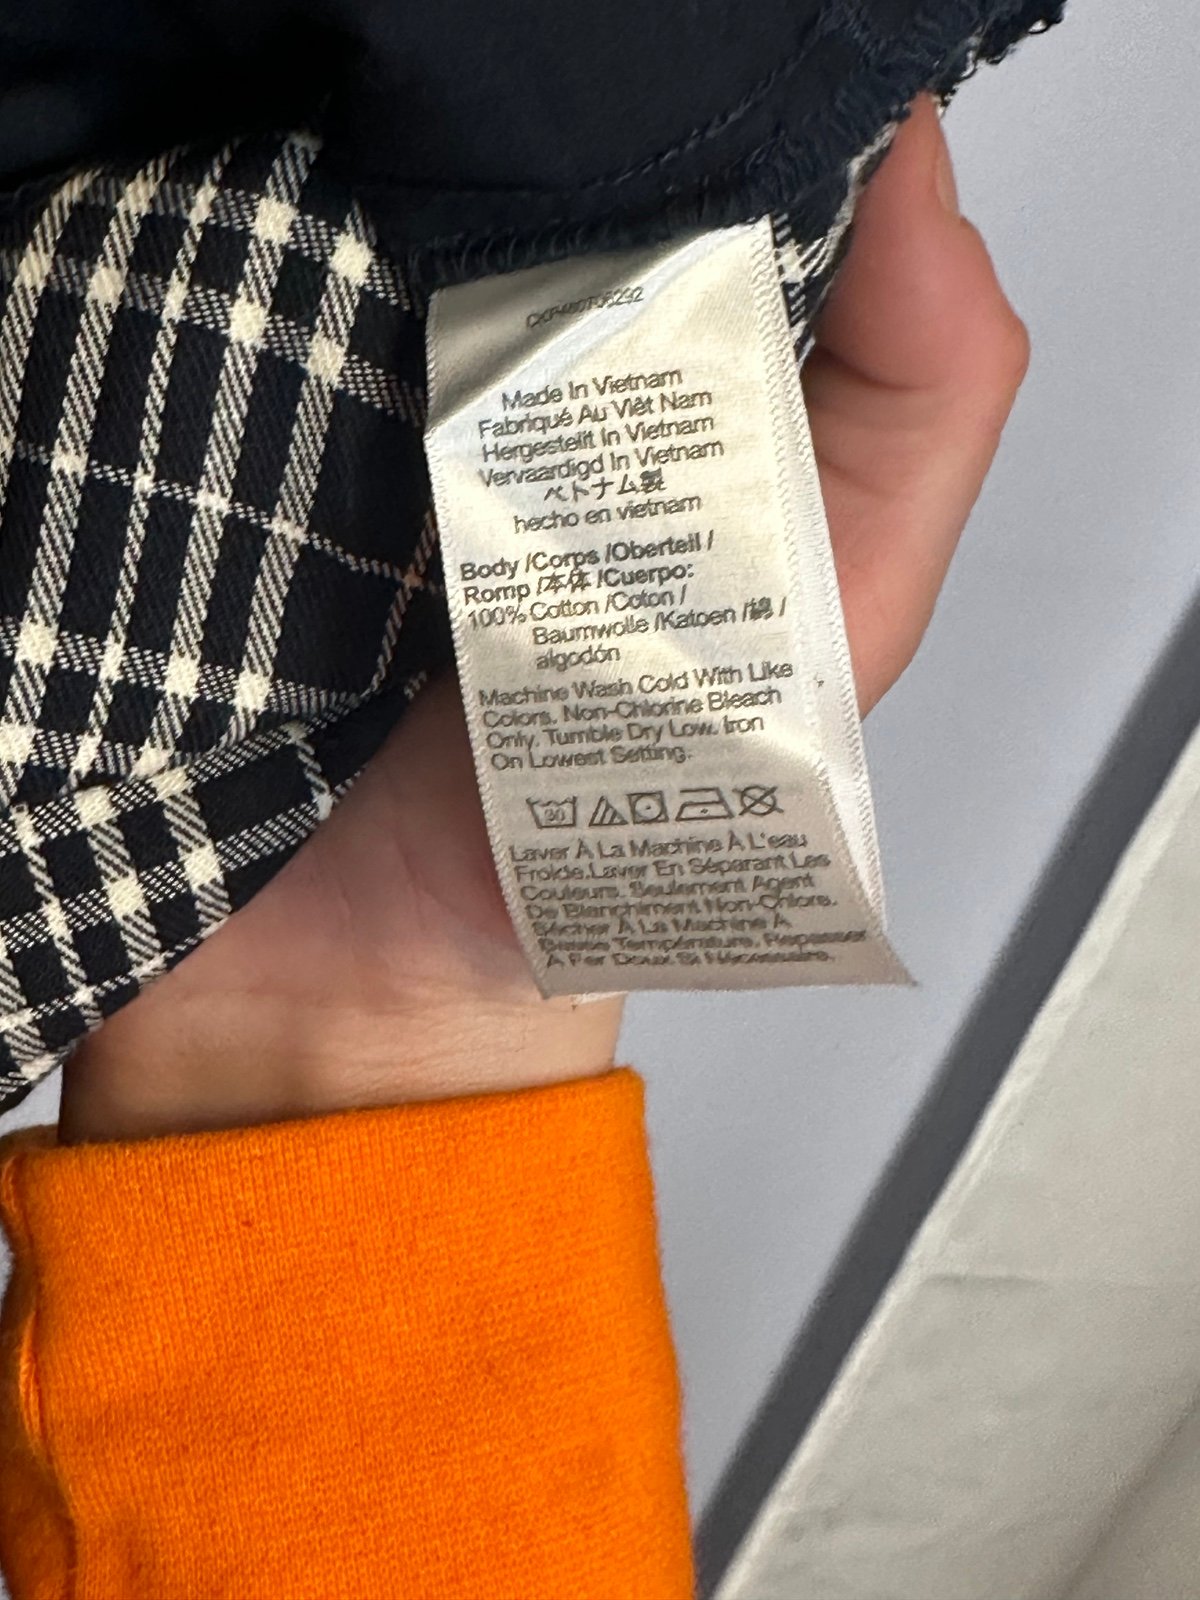 Made In Vietnam
Fabriqué Au Viêt Nam
Hergestellt In Vietnam
Vervaardigd In Vietnam
ベトナム製
hecho en vietnam
Body /Corps /Oberteil /
Romp /本体 /Cuerpo:
100% Cotton /Coton /
Baumwolle /Katoen /綿 /
algodón
Machine Wash Cold With Like
Colors. Non-Chlorine Bleach
Only. Tumble Dry Low. Iron
On Lowest Setting.
30
Laver À La Machine À L'eau
Froide.Laver En Séparant Les
Couleurs. Seulement Agent
De Blanchiment Non-Chlore.
Sécher À La Machine À
Basse Température. Repasser
À Fer Doux Si Nécessaire.